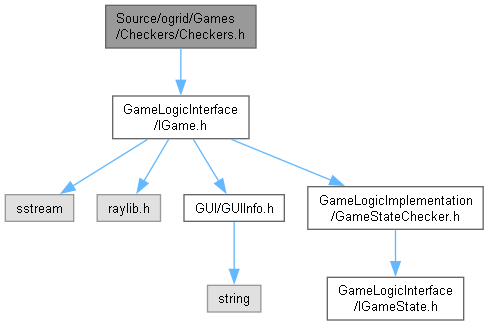 Source/ogrid/Games
/Checkers/Checkers.h
GameLogicInterface
/IGame.h
sstream
raylib.h
GUI/GUIInfo.h
GameLogicImplementation
/GameStateChecker.h
string
GameLogicInterface
/IGameState.h